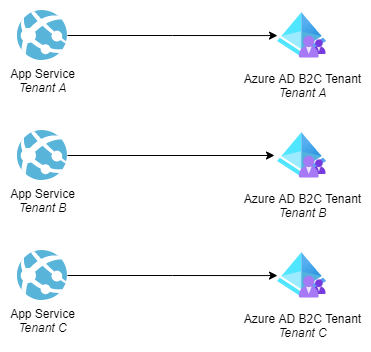 App Service
Tenant A
Azure AD B2C Tenant
Tenant A
App Service
Tenant B
Azure AD B2C Tenant
Tenant B
App Service
Tenant C
Azure AD B2C Tenant
Tenant C